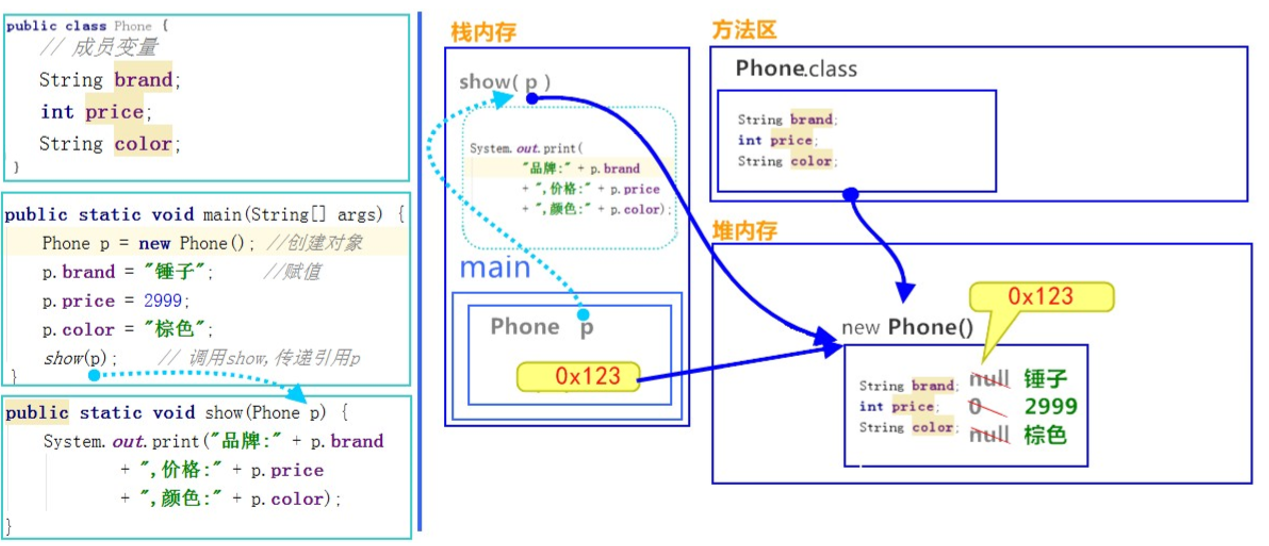 public class Phone {
// 成员变量
String brand;
int price;
String color;
}
public static void main(String[] args) {
Phone p = new Phone(); //创建对象
p.brand = "锤子"; //赋值
p.price = 2999;
p.color = "棕色";
show(p); // 调用show,传递引用p
}
public static void show(Phone p) {
System.out.print("品牌:" + p.brand
+ ",价格:" + p.price
+ ",颜色:" + p.color);
}
栈内存
show( p )
System.out.print(
"品牌:" + p.brand
+ ",价格:" + p.price
+ ",颜色:" + p.color);
main
Phone p
0x123
方法区
Phone.class
String brand;
int price;
String color;
堆内存
0x123
new Phone()
String brand; null 锤子
int price; 0 2999
String color; null 棕色